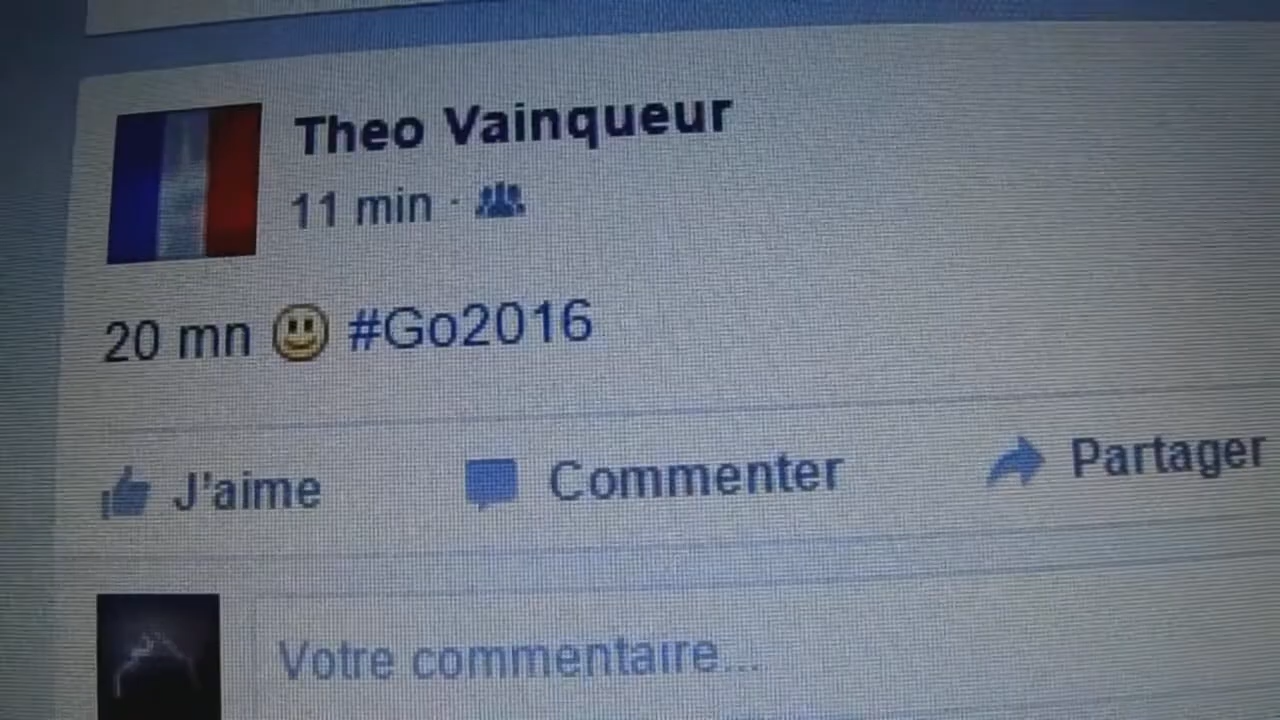 Theo Vainqueur
11 min ·
20 mn #Go2016
J'aime Commenter Partager
Votre commentaire...